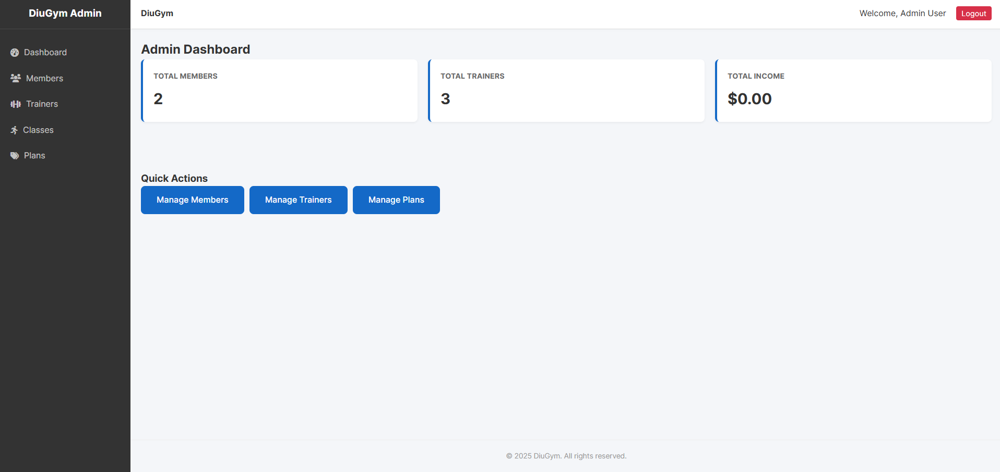 DiuGym Admin
DiuGym
Welcome, Admin User
Logout
Dashboard
Members
Trainers
Classes
Plans
Admin Dashboard
TOTAL MEMBERS
2
TOTAL TRAINERS
3
TOTAL INCOME
$0.00
Quick Actions
Manage Members
Manage Trainers
Manage Plans
© 2025 DiuGym. All rights reserved.